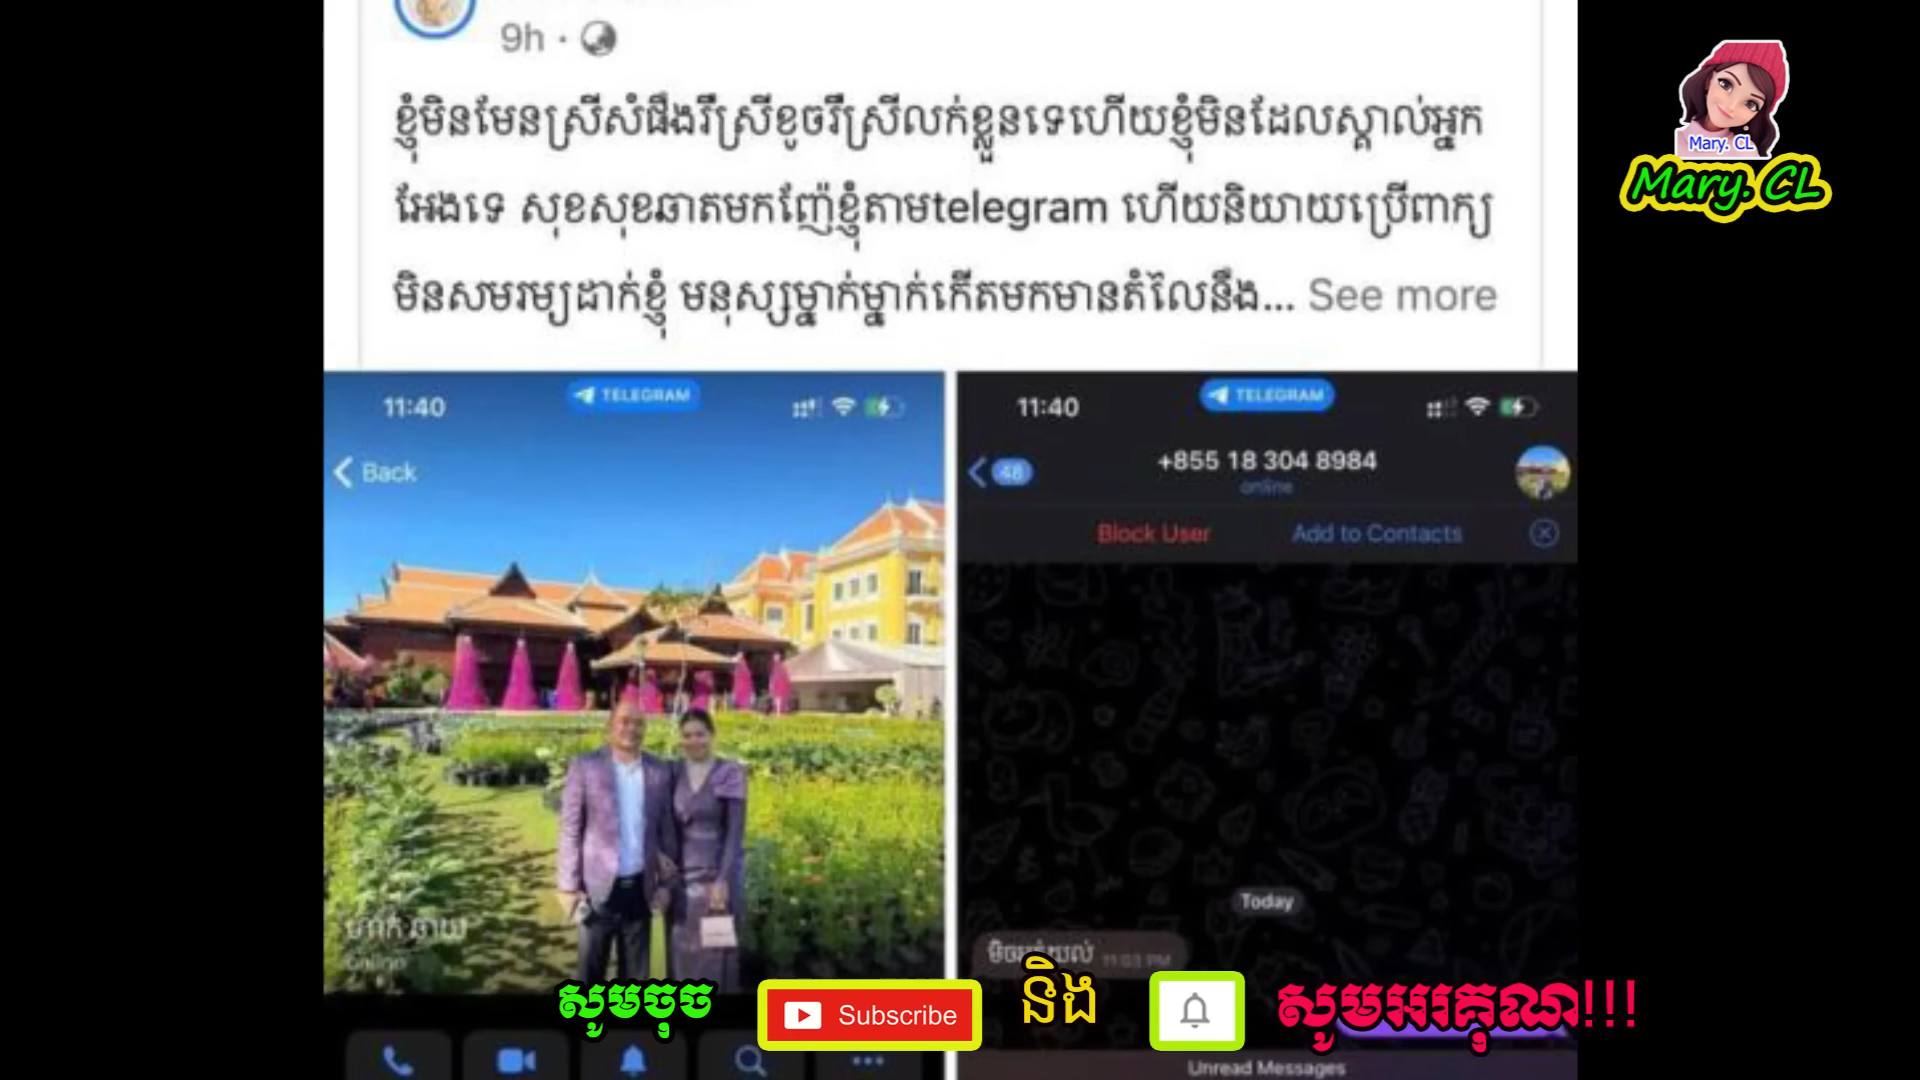 9h ·
ខ្ញុំមិនមែនស្រីសំផឹងរឺស្រីខូចរឺស្រីលក់ខ្លួនទេហើយខ្ញុំមិនដែលស្គាល់អ្នក
អែងទេ សុខសុខឆាតមកញ៉ែខ្ញុំតាមtelegram ហើយនិយាយប្រើពាក្យ
មិនសមរម្យដាក់ខ្ញុំ មនុស្សម្នាក់ម្នាក់កើតមកមានតំលៃនឹង... See more
Mary. CL
Mary. CL
11:40
TELEGRAM
Back
online
11:40
TELEGRAM
48
+855 18 304 8984
online
Block User
Add to Contacts
Today
11:03 PM
Unread Messages
សូមចុច
Subscribe
និង
សូមអរគុណ!!!